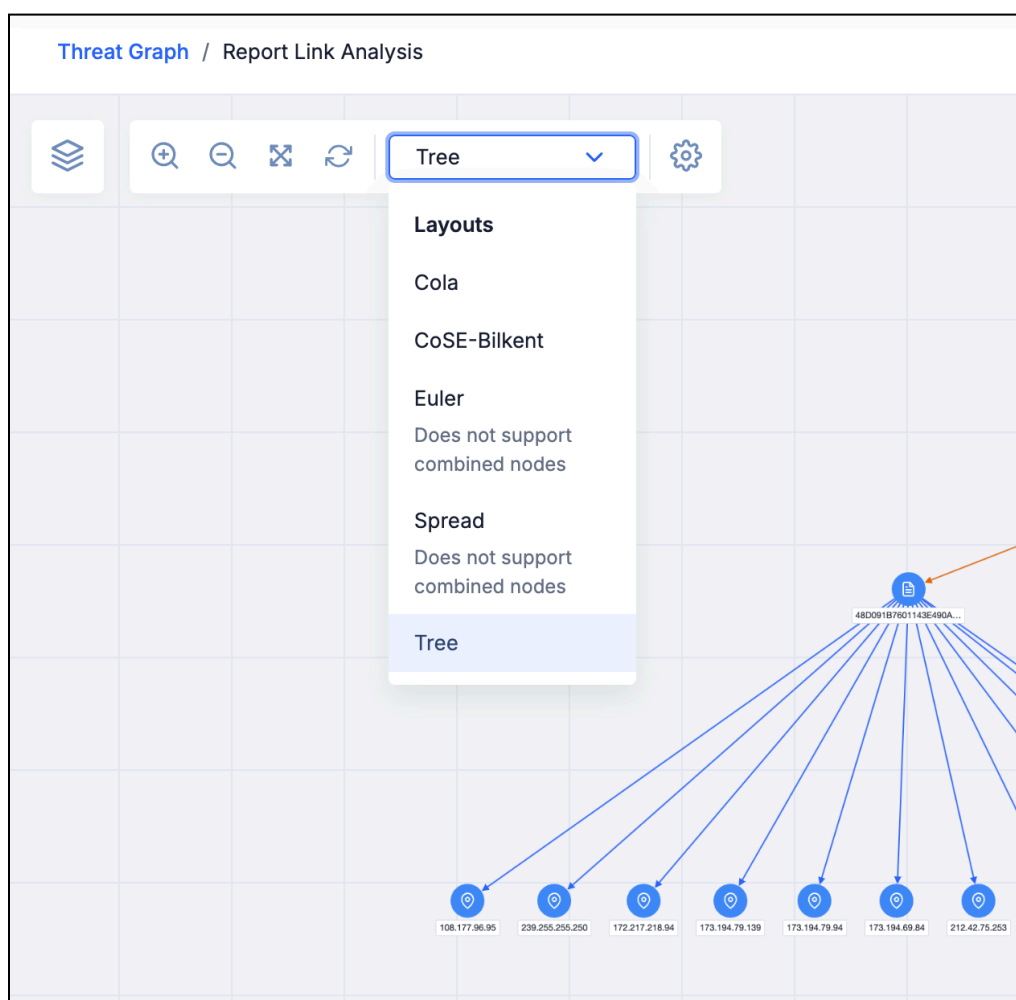 Threat Graph / Report Link Analysis
Tree
Layouts
Cola
CoSE-Bilkent
Euler
Does not support
combined nodes
Spread
Does not support
combined nodes
Tree
48D091B7601143E490A...
108.177.96.95
239.255.255.250
172.217.218.94
173.194.79.139
173.194.79.94
173.194.69.84
212.42.75.253